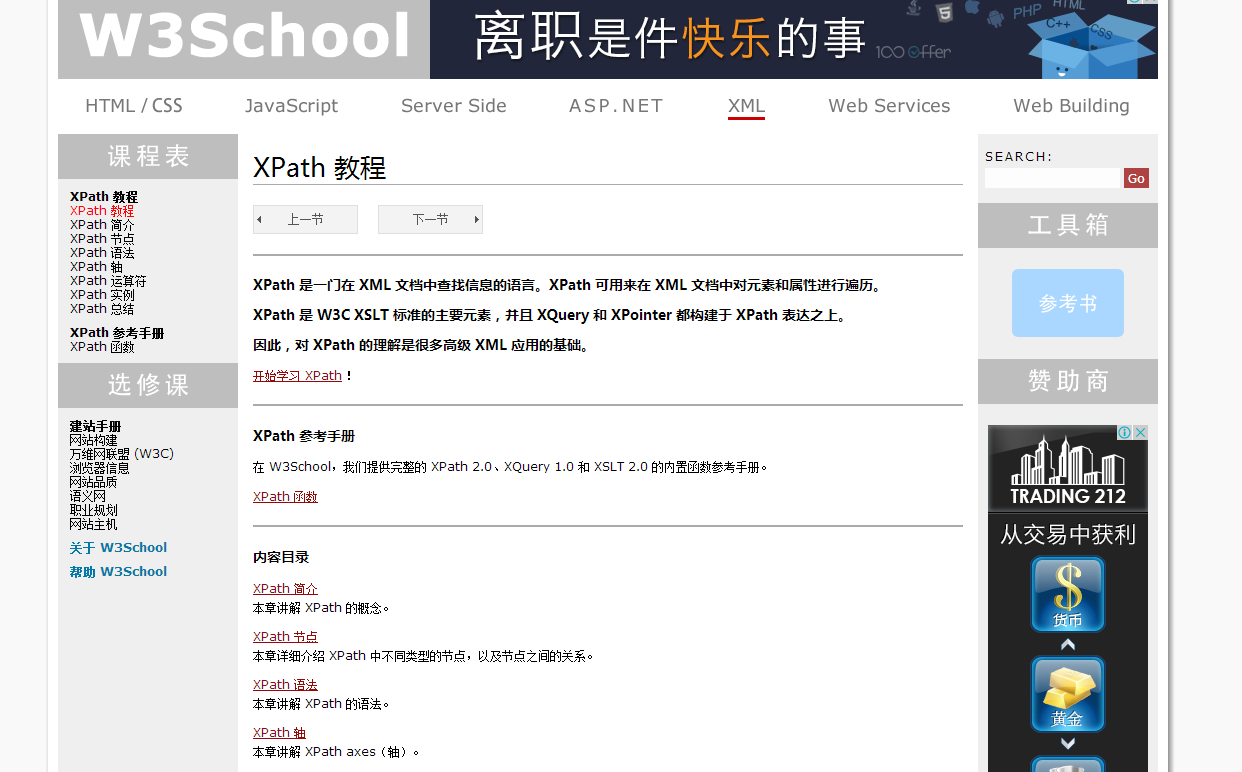 W3School
离职是件快乐的事
100 offer
PHP
HTML
C++
CSS
HTML / CSS
JavaScript
Server Side
ASP.NET
XML
Web Services
Web Building
课程表
XPath 教程
XPath 教程
XPath 简介
XPath 节点
XPath 语法
XPath 轴
XPath 运算符
XPath 实例
XPath 总结
XPath 参考手册
XPath 函数
选修课
建站手册
网站构建
万维网联盟 (W3C)
浏览器信息
网站品质
语义网
职业规划
网站主机
关于 W3School
帮助 W3School
XPath 教程
上一节
下一节
XPath 是一门在 XML 文档中查找信息的语言。XPath 可用来在 XML 文档中对元素和属性进行遍历。
XPath 是 W3C XSLT 标准的主要元素，并且 XQuery 和 XPointer 都构建于 XPath 表达之上。
因此，对 XPath 的理解是很多高级 XML 应用的基础。
开始学习 XPath！
XPath 参考手册
在 W3School，我们提供完整的 XPath 2.0、XQuery 1.0 和 XSLT 2.0 的内置函数参考手册。
XPath 函数
内容目录
XPath 简介
本章讲解 XPath 的概念。
XPath 节点
本章详细介绍 XPath 中不同类型的节点，以及节点之间的关系。
XPath 语法
本章讲解 XPath 的语法。
XPath 轴
本章讲解 XPath axes（轴）。
SEARCH:
Go
工具箱
参考书
赞助商
TRADING 212
从交易中获利
货币
黄金